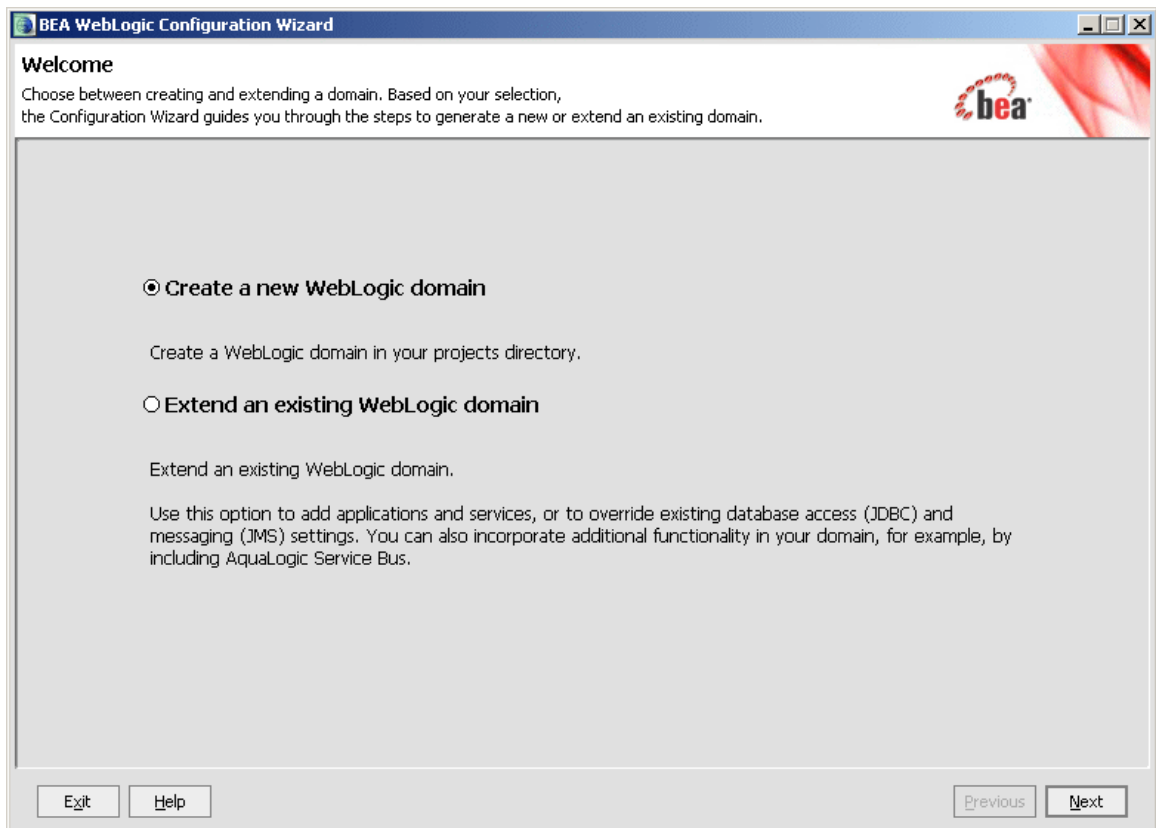 BEA WebLogic Configuration Wizard
Welcome
Choose between creating and extending a domain. Based on your selection,
the Configuration Wizard guides you through the steps to generate a new or extend an existing domain.
bea
Create a new WebLogic domain
Create a WebLogic domain in your projects directory.
Extend an existing WebLogic domain
Extend an existing WebLogic domain.
Use this option to add applications and services, or to override existing database access (JDBC) and
messaging (JMS) settings. You can also incorporate additional functionality in your domain, for example, by
including AquaLogic Service Bus.
Exit Help Previous Next